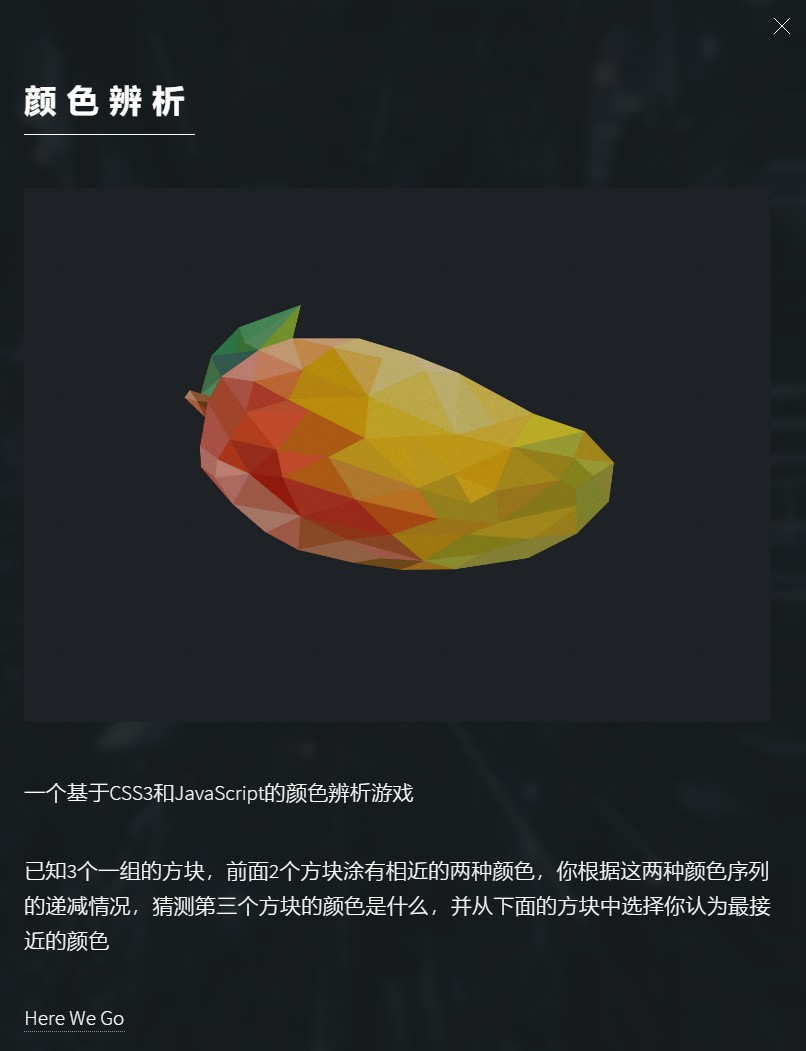 颜色辨析
一个基于CSS3和JavaScript的颜色辨析游戏
已知3个一组的方块，前面2个方块涂有相近的两种颜色，你根据这两种颜色序列
的递减情况，猜测第三个方块的颜色是什么，并从下面的方块中选择你认为最接
近的颜色
Here We Go